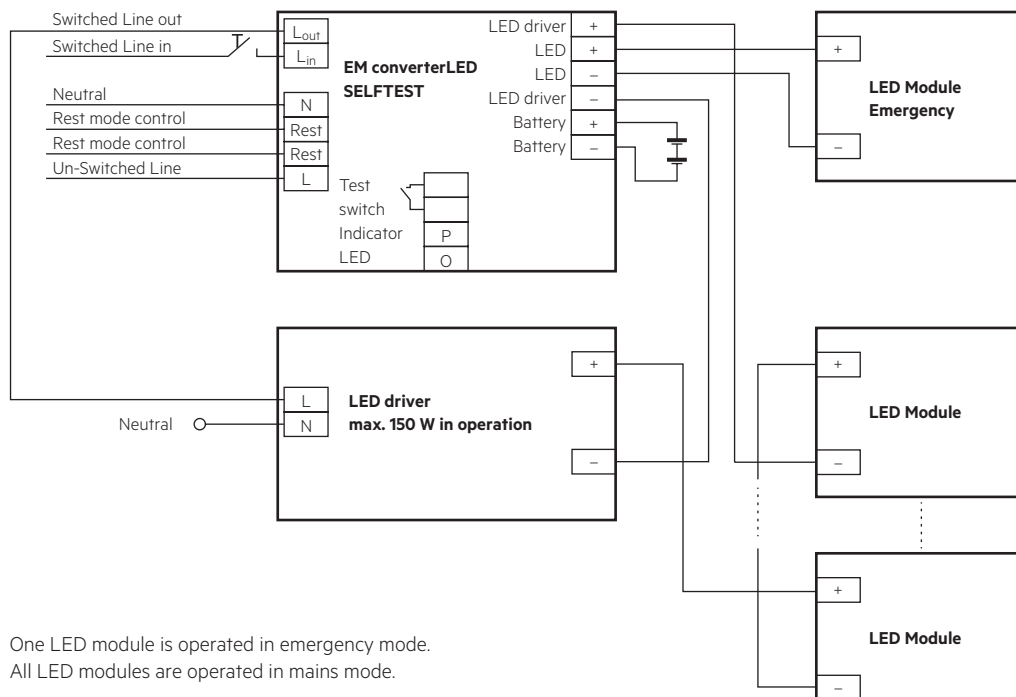 Switched Line out
Switched Line in
Neutral
Rest mode control
Rest mode control
Un-Switched Line
Lout
Lin
N
Rest
Rest
L
EM converterLED
SELFTEST
Test
switch
Indicator
LED
P
O
LED driver +
LED +
LED –
LED driver –
Battery +
Battery –
+
LED Module
Emergency
–
Neutral
L
N
LED driver
max. 150 W in operation
+
–
+
LED Module
–
+
LED Module
–
One LED module is operated in emergency mode.
All LED modules are operated in mains mode.